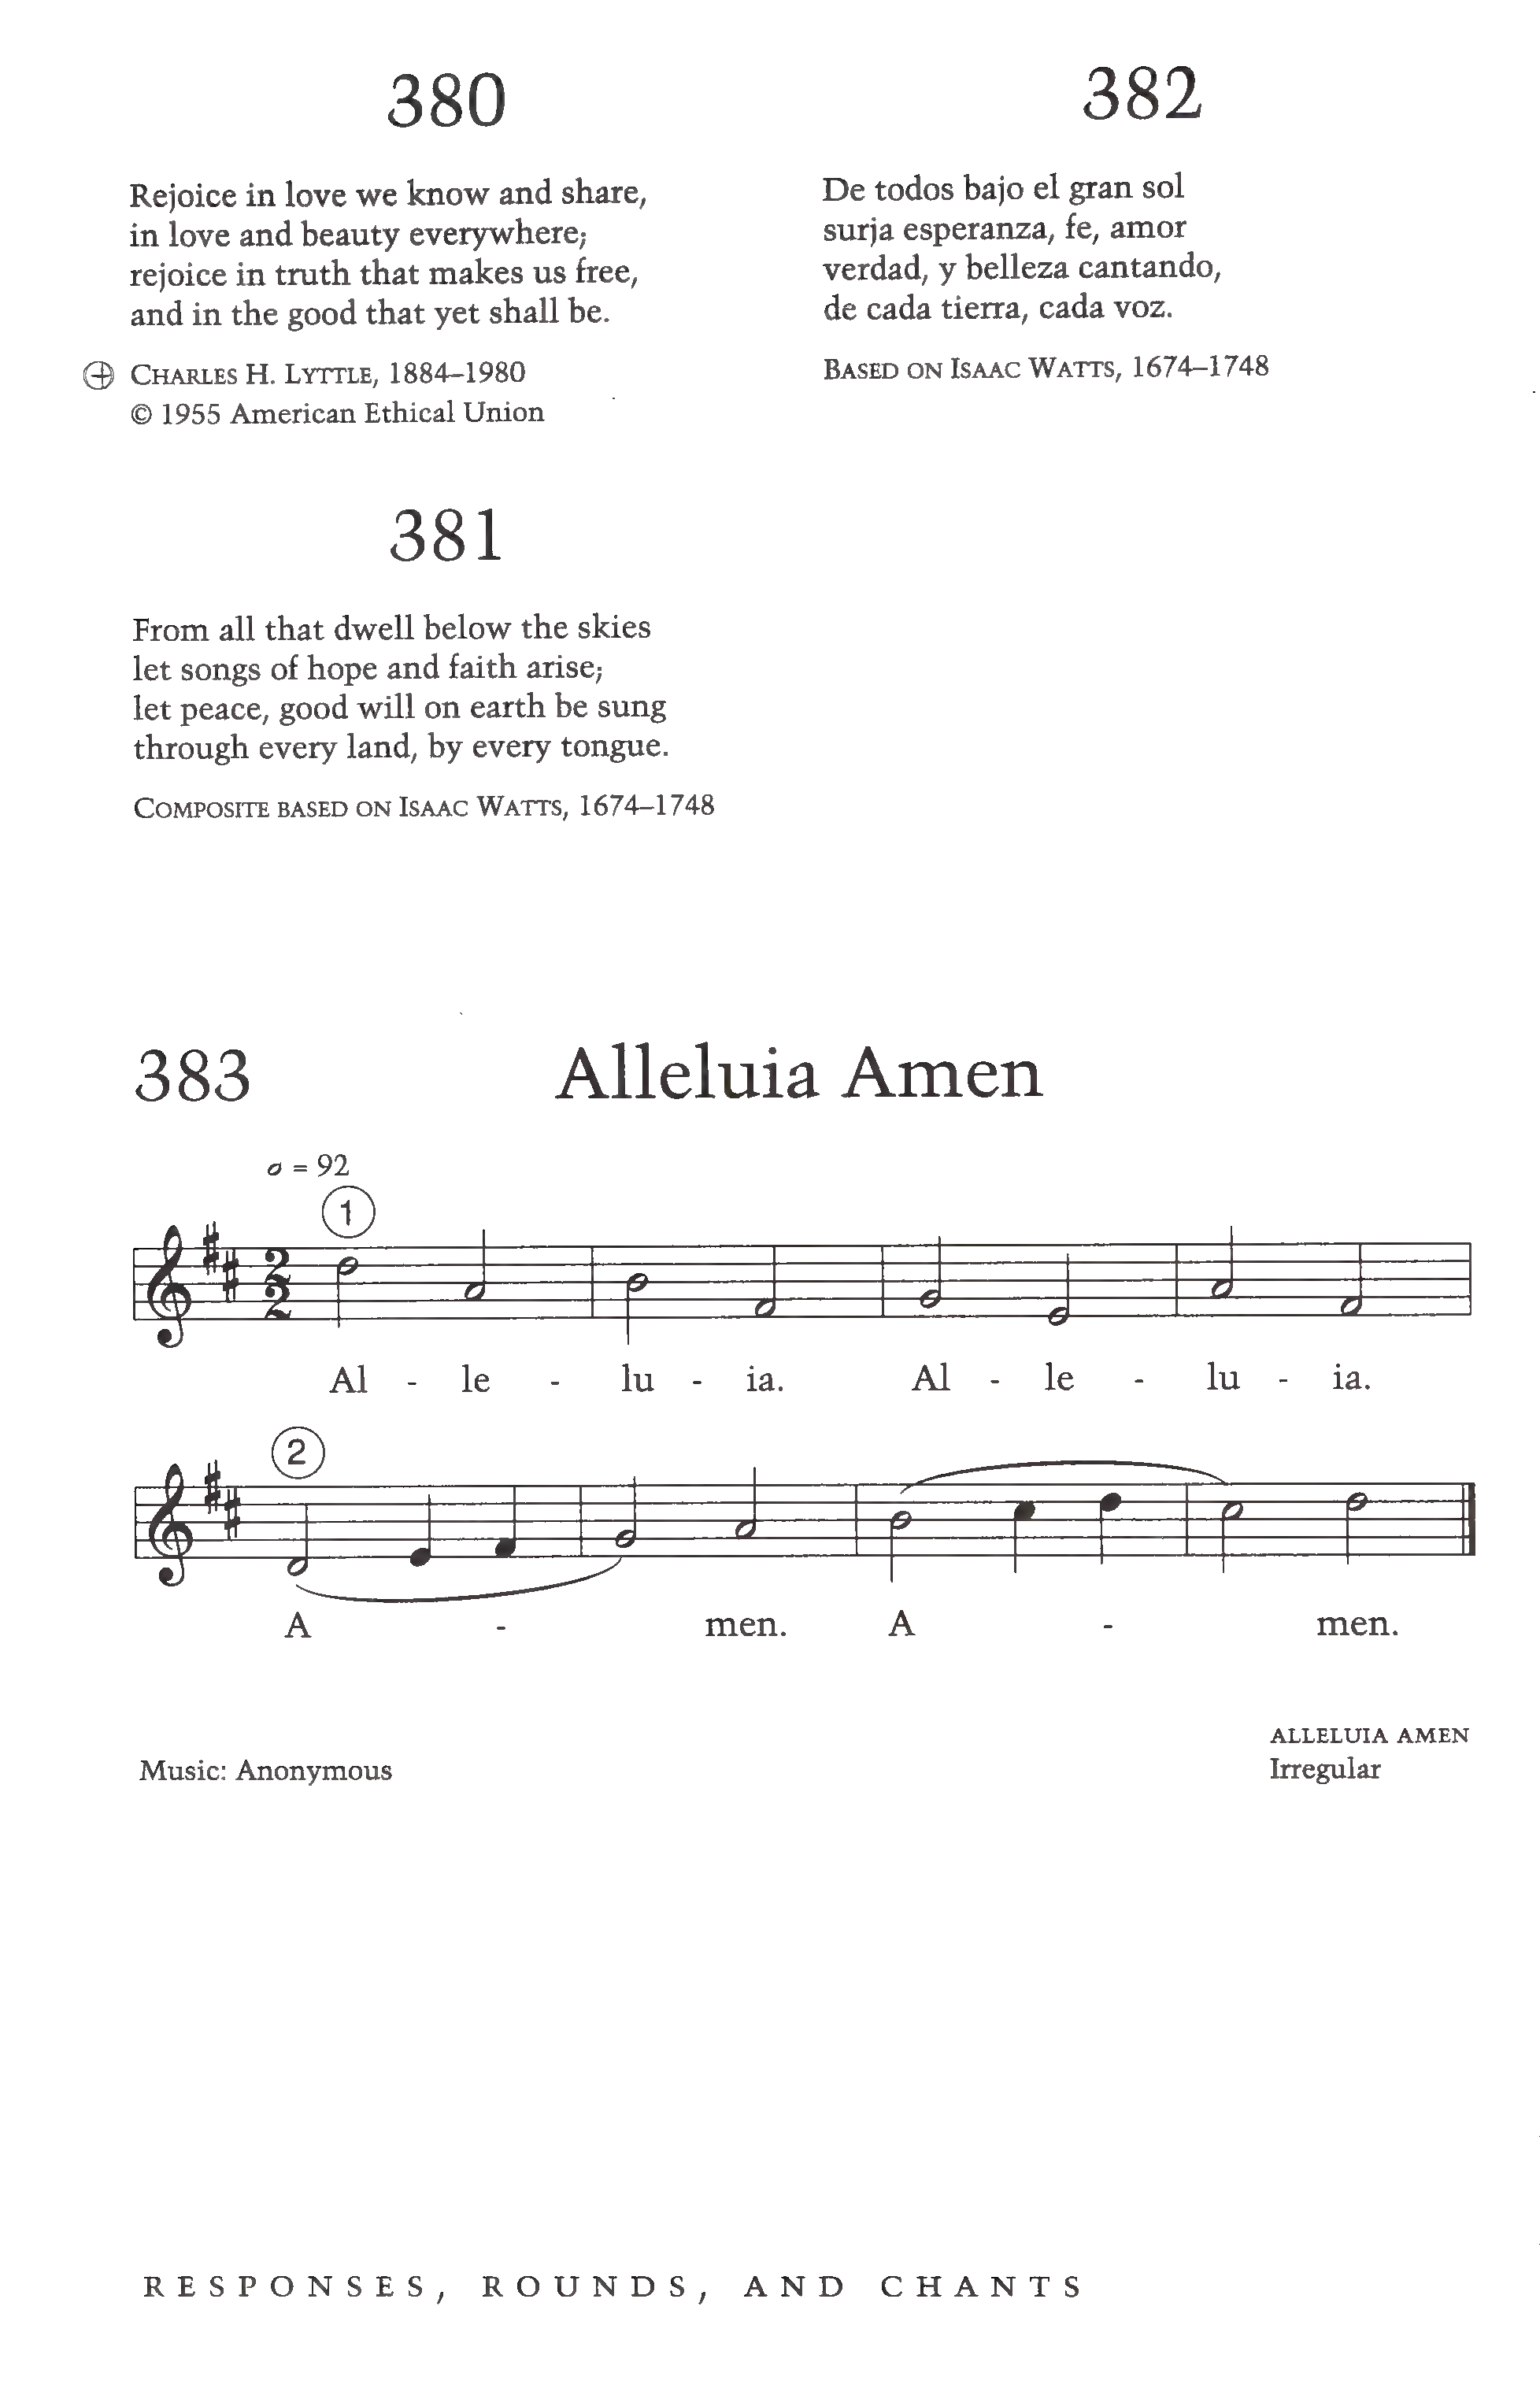 380
Rejoice in love we know and share,
in love and beauty everywhere;
rejoice in truth that makes us free,
and in the good that yet shall be.
CHARLES H. LYTTLE, 1884–1980
© 1955 American Ethical Union
381
From all that dwell below the skies
let songs of hope and faith arise;
let peace, good will on earth be sung
through every land, by every tongue.
COMPOSITE BASED ON ISAAC WATTS, 1674–1748
382
De todos bajo el gran sol
surja esperanza, fe, amor
verdad, y belleza cantando,
de cada tierra, cada voz.
BASED ON ISAAC WATTS, 1674–1748
383 Alleluia Amen
= 92
1
2
2
Al - le - lu - ia. Al - le - lu - ia.
2
A - men. A - men.
ALLELUIA AMEN
Music: Anonymous Irregular
RESPONSES, ROUNDS, AND CHANTS